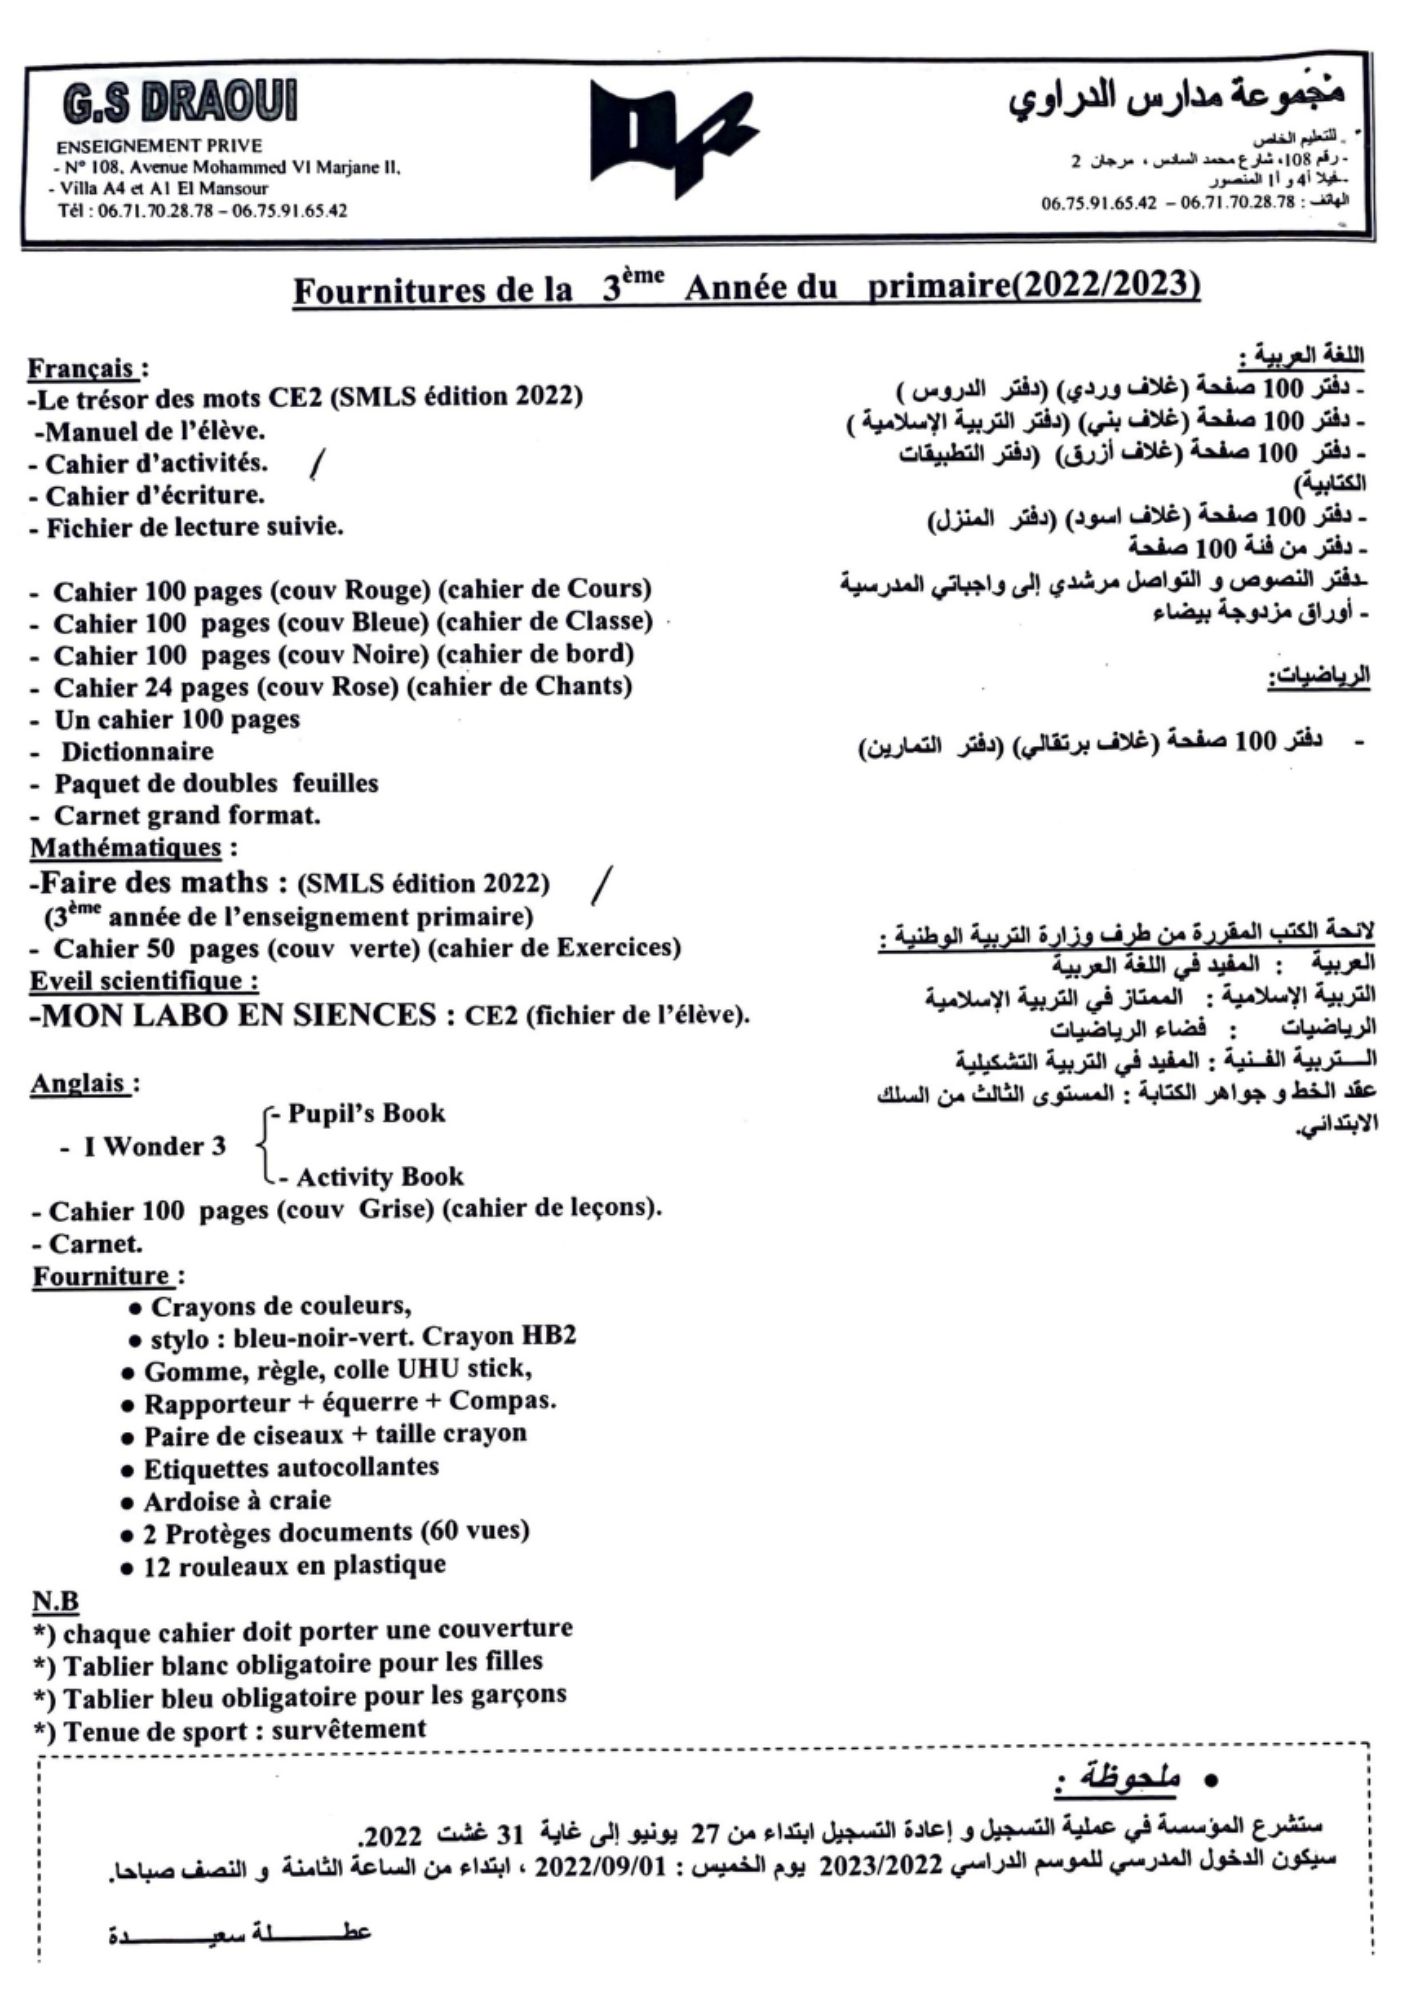 G.S DRAOUI
ENSEIGNEMENT PRIVE
- N° 108, Avenue Mohammed VI Marjane II,
- Villa A4 et A1 El Mansour
Tél : 06.71.70.28.78 – 06.75.91.65.42
مجموعة مدارس الدراوي
- للتعليم الخاص
- رقم 108، شارع محمد السادس ، مرجان 2
-فيلا أ4 و أ1 المنصور
الهاتف : 06.71.70.28.78 – 06.75.91.65.42
Fournitures de la 3ème Année du primaire(2022/2023)
Français :
-Le trésor des mots CE2 (SMLS édition 2022)
-Manuel de l’élève.
- Cahier d’activités. /
- Cahier d’écriture.
- Fichier de lecture suivie.
- Cahier 100 pages (couv Rouge) (cahier de Cours)
- Cahier 100 pages (couv Bleue) (cahier de Classe)
- Cahier 100 pages (couv Noire) (cahier de bord)
- Cahier 24 pages (couv Rose) (cahier de Chants)
- Un cahier 100 pages
- Dictionnaire
- Paquet de doubles feuilles
- Carnet grand format.
Mathématiques :
-Faire des maths : (SMLS édition 2022) /
(3ème année de l’enseignement primaire)
- Cahier 50 pages (couv verte) (cahier de Exercices)
Eveil scientifique :
-MON LABO EN SIENCES : CE2 (fichier de l’élève).
Anglais :
- Pupil’s Book
- I Wonder 3
- Activity Book
- Cahier 100 pages (couv Grise) (cahier de leçons).
- Carnet.
Fourniture :
● Crayons de couleurs,
● stylo : bleu-noir-vert. Crayon HB2
● Gomme, règle, colle UHU stick,
● Rapporteur + équerre + Compas.
● Paire de ciseaux + taille crayon
● Etiquettes autocollantes
● Ardoise à craie
● 2 Protèges documents (60 vues)
● 12 rouleaux en plastique
N.B
*) chaque cahier doit porter une couverture
*) Tablier blanc obligatoire pour les filles
*) Tablier bleu obligatoire pour les garçons
*) Tenue de sport : survêtement
اللغة العربية :
- دفتر 100 صفحة (غلاف وردي) (دفتر الدروس )
- دفتر 100 صفحة (غلاف بني) (دفتر التربية الإسلامية )
- دفتر 100 صفحة (غلاف أزرق) (دفتر التطبيقات
الكتابية)
- دفتر 100 صفحة (غلاف اسود) (دفتر المنزل)
- دفتر من فئة 100 صفحة
-دفتر النصوص و التواصل مرشدي إلى واجباتي المدرسية
- أوراق مزدوجة بيضاء
الرياضيات:
- دفتر 100 صفحة (غلاف برتقالي) (دفتر التمارين)
لائحة الكتب المقررة من طرف وزارة التربية الوطنية :
العربية : المفيد في اللغة العربية
التربية الإسلامية : الممتاز في التربية الإسلامية
الرياضيات : فضاء الرياضيات
الـــتربية الفـنية : المفيد في التربية التشكيلية
عقد الخط و جواهر الكتابة : المستوى الثالث من السلك
الابتدائي.
• ملحوظة :
ستشرع المؤسسة في عملية التسجيل و إعادة التسجيل ابتداء من 27 يونيو إلى غاية 31 غشت 2022.
سيكون الدخول المدرسي للموسم الدراسي 2023/2022 يوم الخميس : 2022/09/01 ، ابتداء من الساعة الثامنة و النصف صباحا.
عطــــــــلة سعيــــــــدة